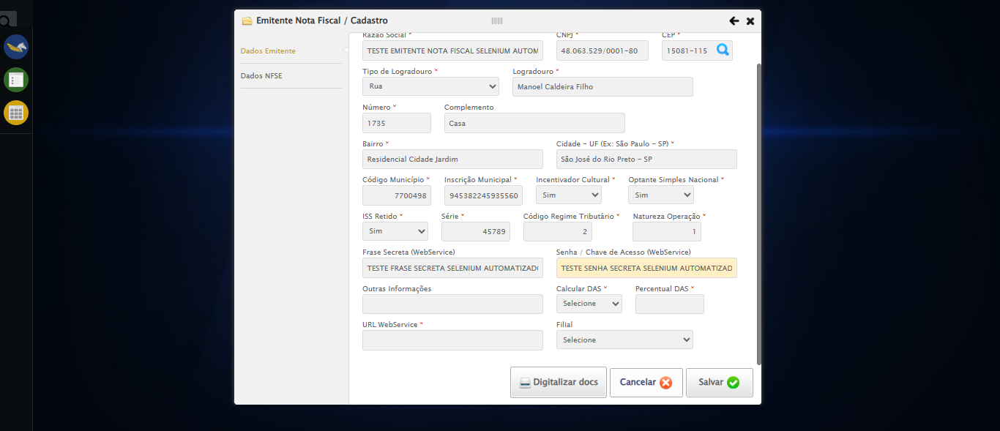 Emitente Nota Fiscal / Cadastro
Dados Emitente
Dados NFSE
Razão Social * CNPJ * CEP *
TESTE EMITENTE NOTA FISCAL SELENIUM AUTOM 48.063.529/0001-80 15081-115
Tipo de Logradouro * Logradouro *
Rua Manoel Caldeira Filho
Número * Complemento
1735 Casa
Bairro * Cidade - UF (Ex: São Paulo - SP) *
Residencial Cidade Jardim São José do Rio Preto - SP
Código Município * Inscrição Municipal * Incentivador Cultural * Optante Simples Nacional *
7700498 945382245935560 Sim Sim
ISS Retido * Série * Código Regime Tributário * Natureza Operação *
Sim 45789 2 1
Frase Secreta (WebService) Senha / Chave de Acesso (WebService)
TESTE FRASE SECRETA SELENIUM AUTOMATIZADO TESTE SENHA SECRETA SELENIUM AUTOMATIZAD
Outras Informações Calcular DAS * Percentual DAS *
Selecione
URL WebService * Filial
Selecione
Digitalizar docs Cancelar Salvar